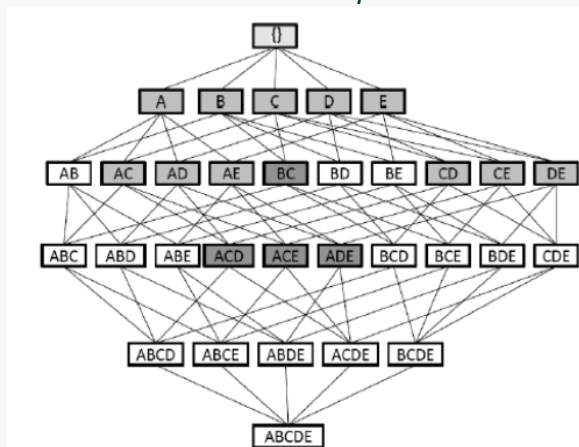 {}
A B C D E
AB AC AD AE BC BD BE CD CE DE
ABC ABD ABE ACD ACE ADE BCD BCE BDE CDE
ABCD ABCE ABDE ACDE BCDE
ABCDE